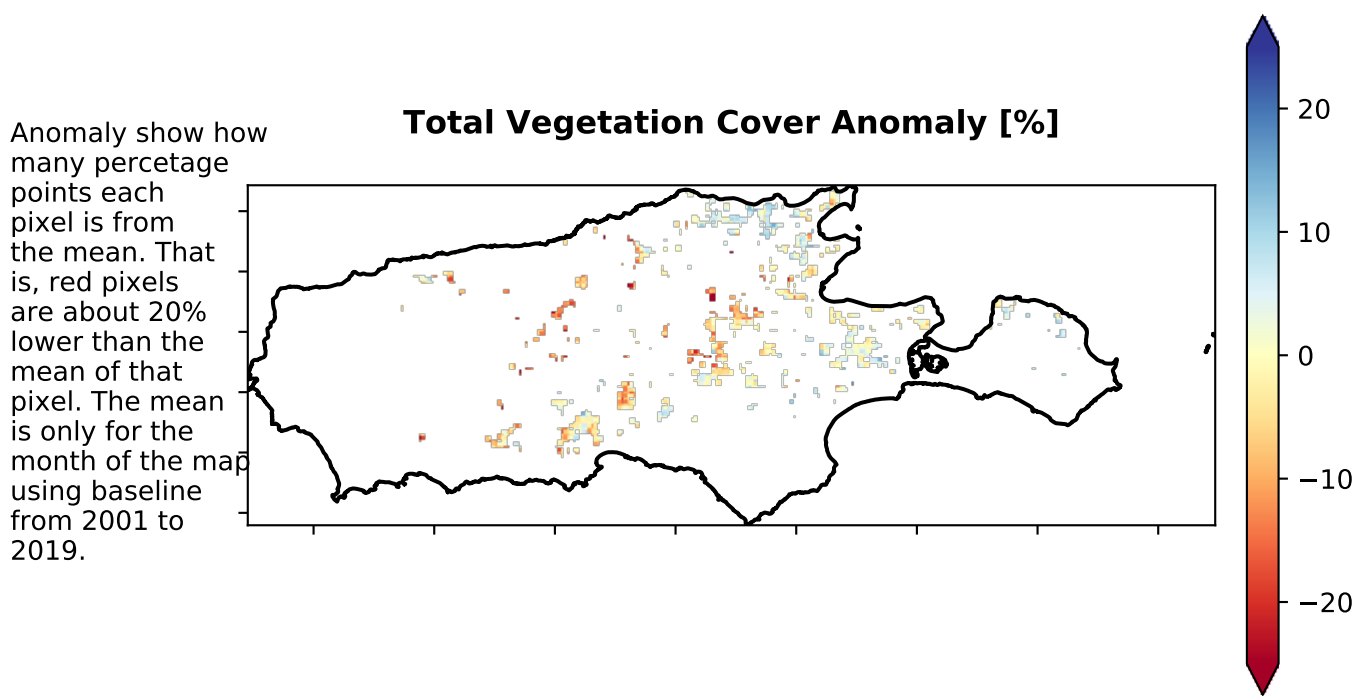 Total Vegetation Cover Anomaly [%]
Anomaly show how
many percetage
points each
pixel is from
the mean. That
is, red pixels
are about 20%
lower than the
mean of that
pixel. The mean
is only for the
month of the map
using baseline
from 2001 to
2019.
20
10
0
−10
−20